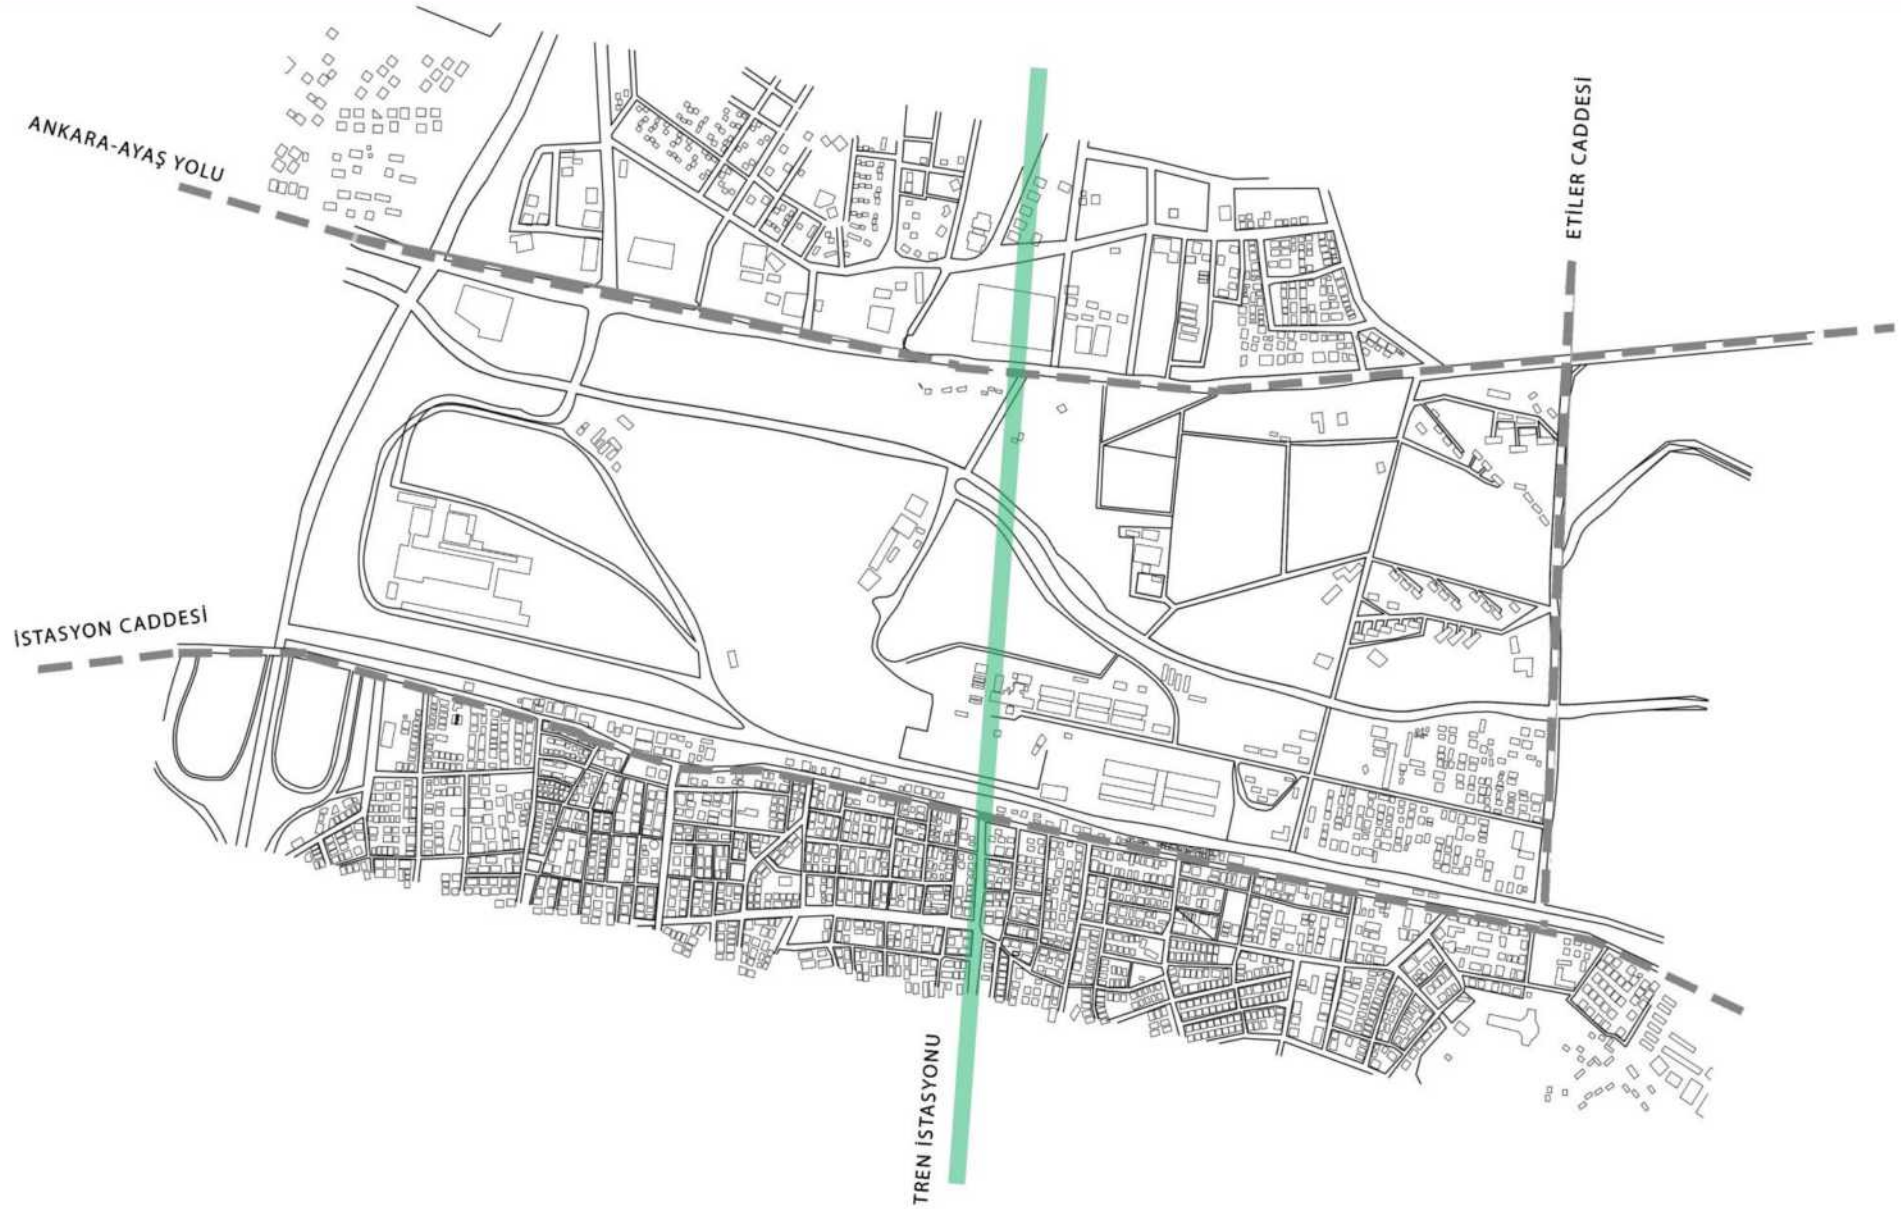 ETİLER CADDESİ
ANKARA-AYAŞ YOLU
İSTASYON CADDESİ
TREN İSTASYONU